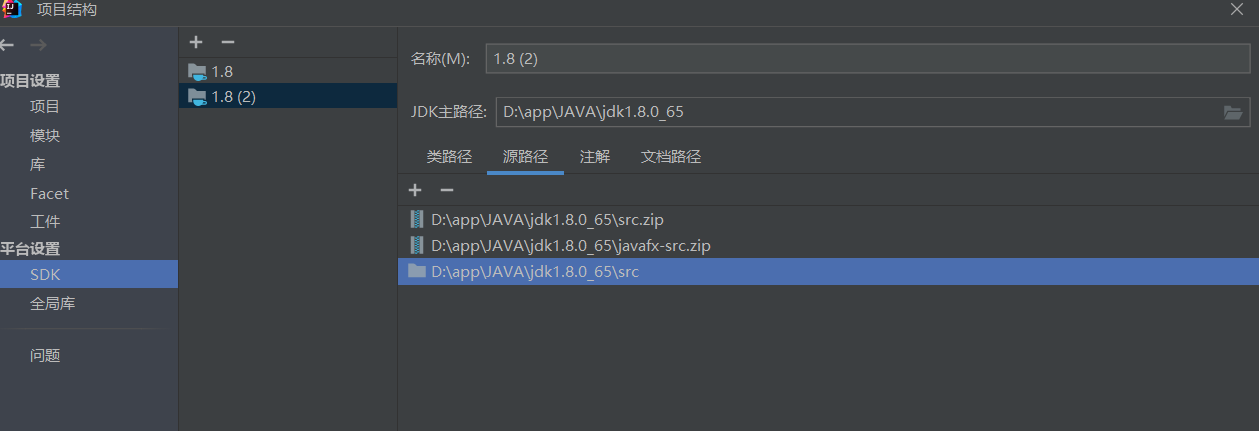 项目结构
项目设置
项目
模块
库
Facet
工件
平台设置
SDK
全局库
问题
1.8
1.8 (2)
名称(M): 1.8 (2)
JDK主路径: D:\app\JAVA\jdk1.8.0_65
类路径 源路径 注解 文档路径
D:\app\JAVA\jdk1.8.0_65\src.zip
D:\app\JAVA\jdk1.8.0_65\javafx-src.zip
D:\app\JAVA\jdk1.8.0_65\src